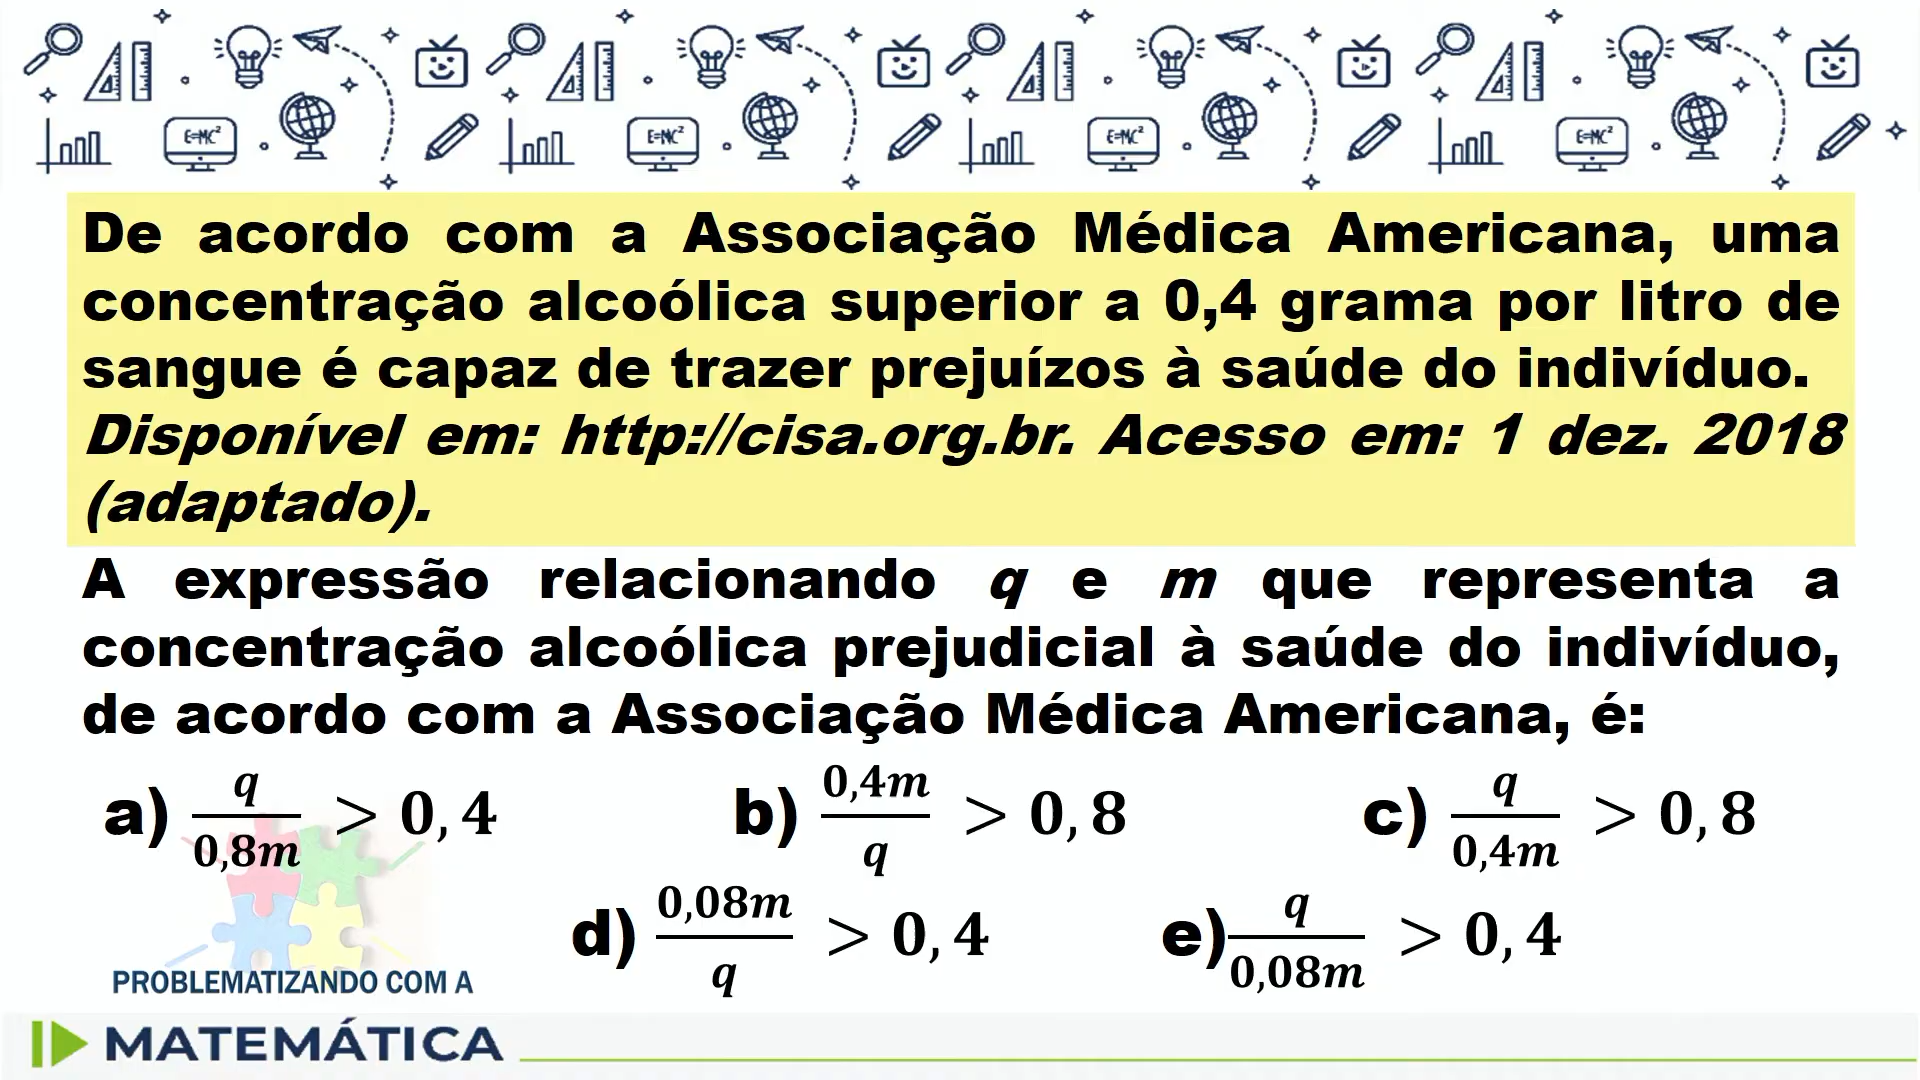 E=MC² E=MC² E=MC² E=MC²
De acordo com a Associação Médica Americana, uma
concentração alcoólica superior a 0,4 grama por litro de
sangue é capaz de trazer prejuízos à saúde do indivíduo.
Disponível em: http://cisa.org.br. Acesso em: 1 dez. 2018
(adaptado).
A expressão relacionando q e m que representa a
concentração alcoólica prejudicial à saúde do indivíduo,
de acordo com a Associação Médica Americana, é:
a) q/0,8m > 0,4 b) 0,4m/q > 0,8 c) q/0,4m > 0,8
d) 0,08m/q > 0,4 e) q/0,08m > 0,4
PROBLEMATIZANDO COM A
MATEMÁTICA